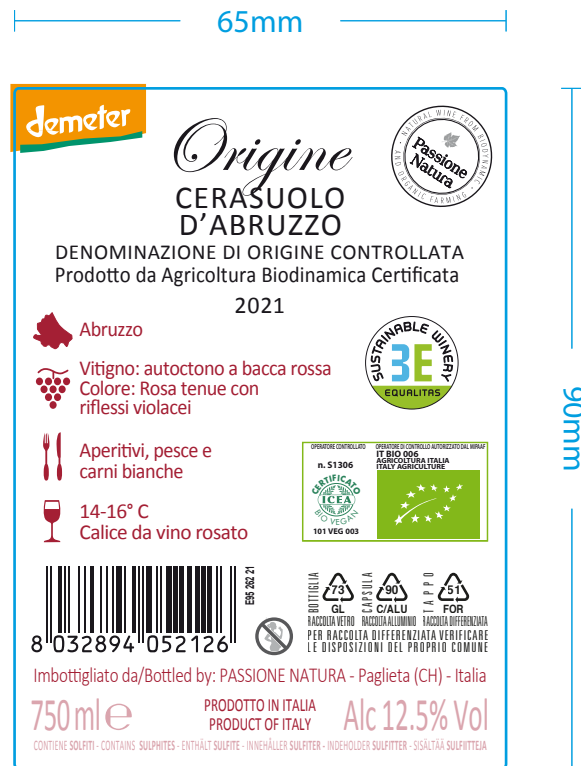 65mm
demeter
Origine
NATURAL WINE FROM BIODYNAMIC AND ORGANIC FARMING
Passione
Natura
CERASUOLO
D'ABRUZZO
DENOMINAZIONE DI ORIGINE CONTROLLATA
Prodotto da Agricoltura Biodinamica Certificata
2021
Abruzzo
Vitigno: autoctono a bacca rossa
Colore: Rosa tenue con
riflessi violacei
SUSTAINABLE WINERY
3E
EQUALITAS
90mm
Aperitivi, pesce e
carni bianche
14-16° C
Calice da vino rosato
OPERATORE CONTROLLATO
n. S1306
CERTIFICATO
ICEA
BIO VEGAN
101 VEG 003
OPERATORE DI CONTROLLO AUTORIZZATO DAL MIPAAF
IT BIO 006
AGRICOLTURA ITALIA
ITALY AGRICULTURE
8 032894 052126
E95 262 21
BOTTIGLIA
73
GL
RACCOLTA VETRO
CAPSULA
90
C/ALU
RACCOLTA ALLUMINIO
TAPPO
51
FOR
RACCOLTA DIFFERENZIATA
PER RACCOLTA DIFFERENZIATA VERIFICARE
LE DISPOSIZIONI DEL PROPRIO COMUNE
Imbottigliato da/Bottled by: PASSIONE NATURA - Paglieta (CH) - Italia
750 ml e
PRODOTTO IN ITALIA
PRODUCT OF ITALY
Alc 12.5% Vol
CONTIENE SOLFITI - CONTAINS SULPHITES - ENTHÄLT SULFITE - INNEHÅLLER SULFITER - INDEHOLDER SULFITTER - SISÄLTÄÄ SULFIITTEJA